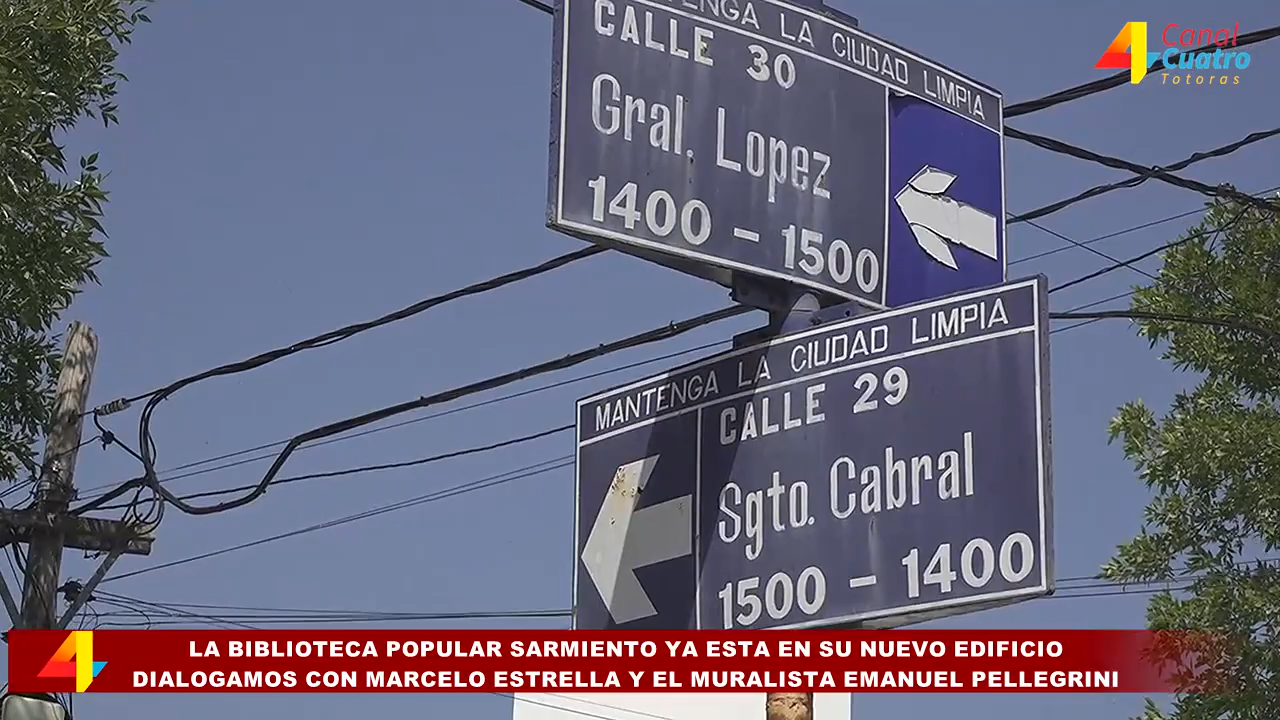 MANTENGA LA CIUDAD LIMPIA
CALLE 30
Gral. Lopez
1400 - 1500
MANTENGA LA CIUDAD LIMPIA
CALLE 29
Sgto. Cabral
1500 - 1400
4 Canal
Cuatro
Totoras
LA BIBLIOTECA POPULAR SARMIENTO YA ESTA EN SU NUEVO EDIFICIO
DIALOGAMOS CON MARCELO ESTRELLA Y EL MURALISTA EMANUEL PELLEGRINI